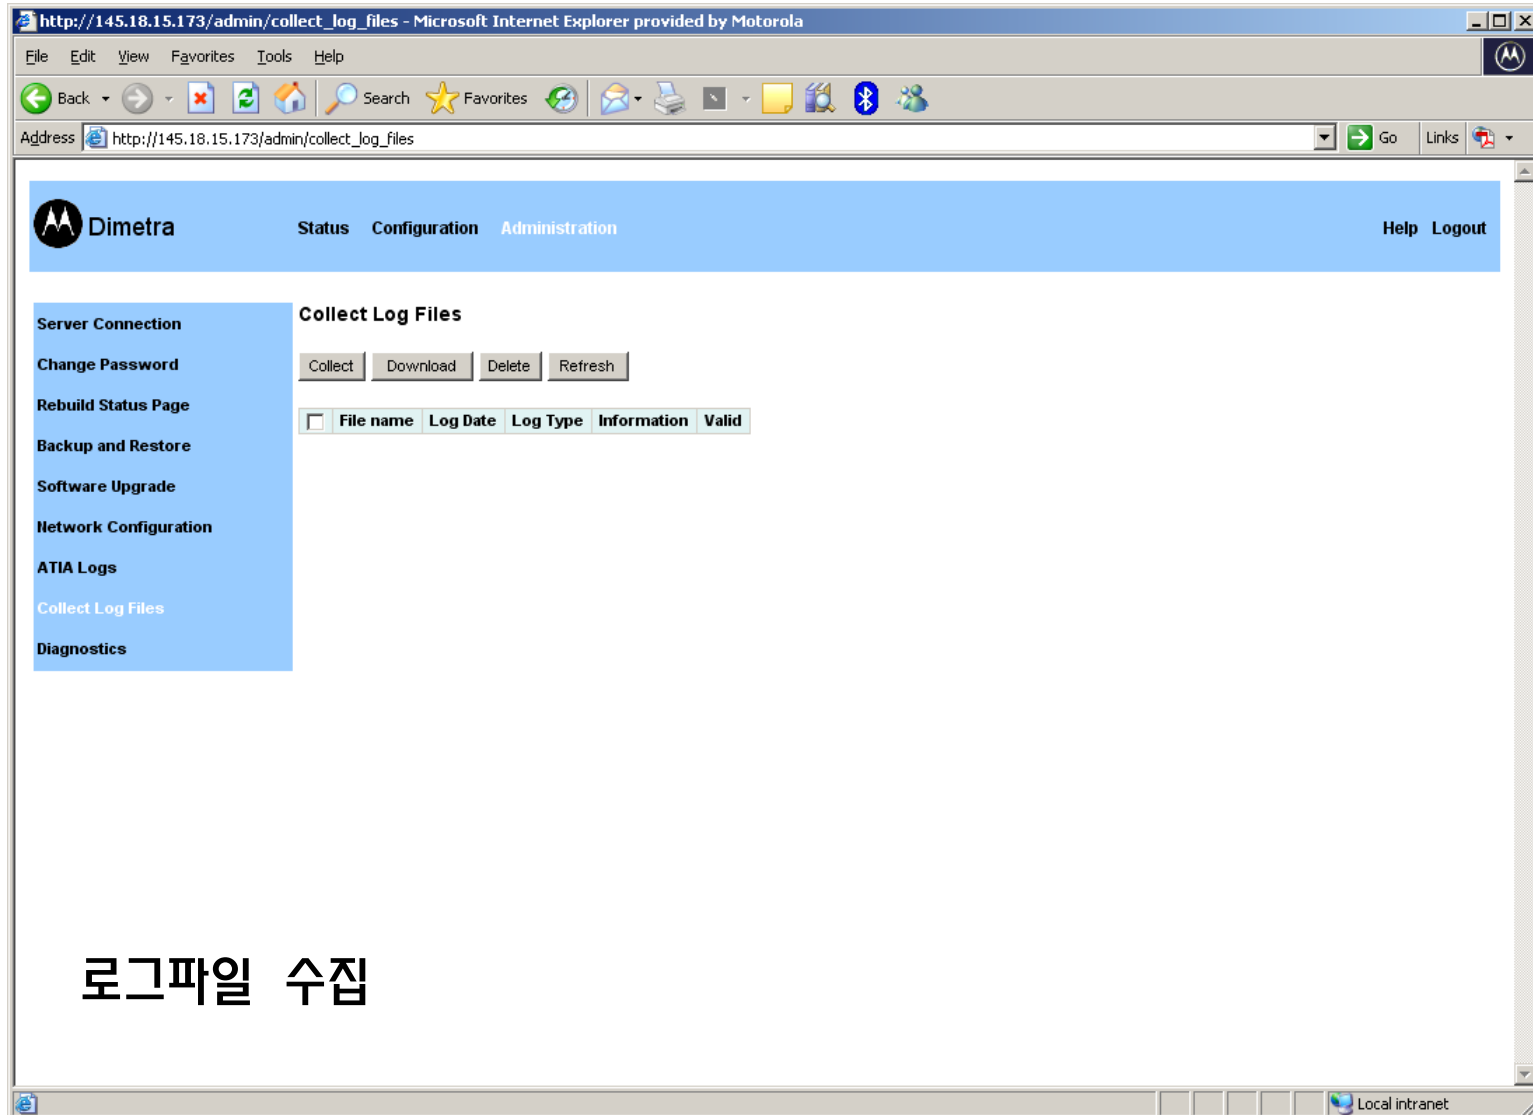 http://145.18.15.173/admin/collect_log_files - Microsoft Internet Explorer provided by Motorola
File Edit View Favorites Tools Help
Back Search Favorites
Address http://145.18.15.173/admin/collect_log_files Go Links
Dimetra Status Configuration Administration Help Logout
Server Connection
Change Password
Rebuild Status Page
Backup and Restore
Software Upgrade
Network Configuration
ATIA Logs
Collect Log Files
Diagnostics
Collect Log Files
Collect Download Delete Refresh
File name Log Date Log Type Information Valid
로그파일 수집
Local intranet